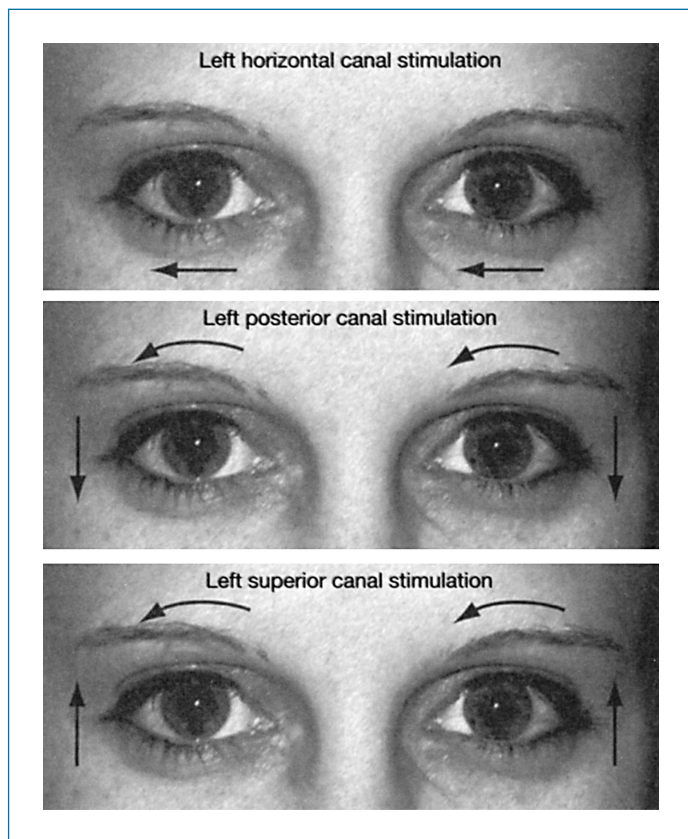 Left horizontal canal stimulation
Left posterior canal stimulation
Left superior canal stimulation